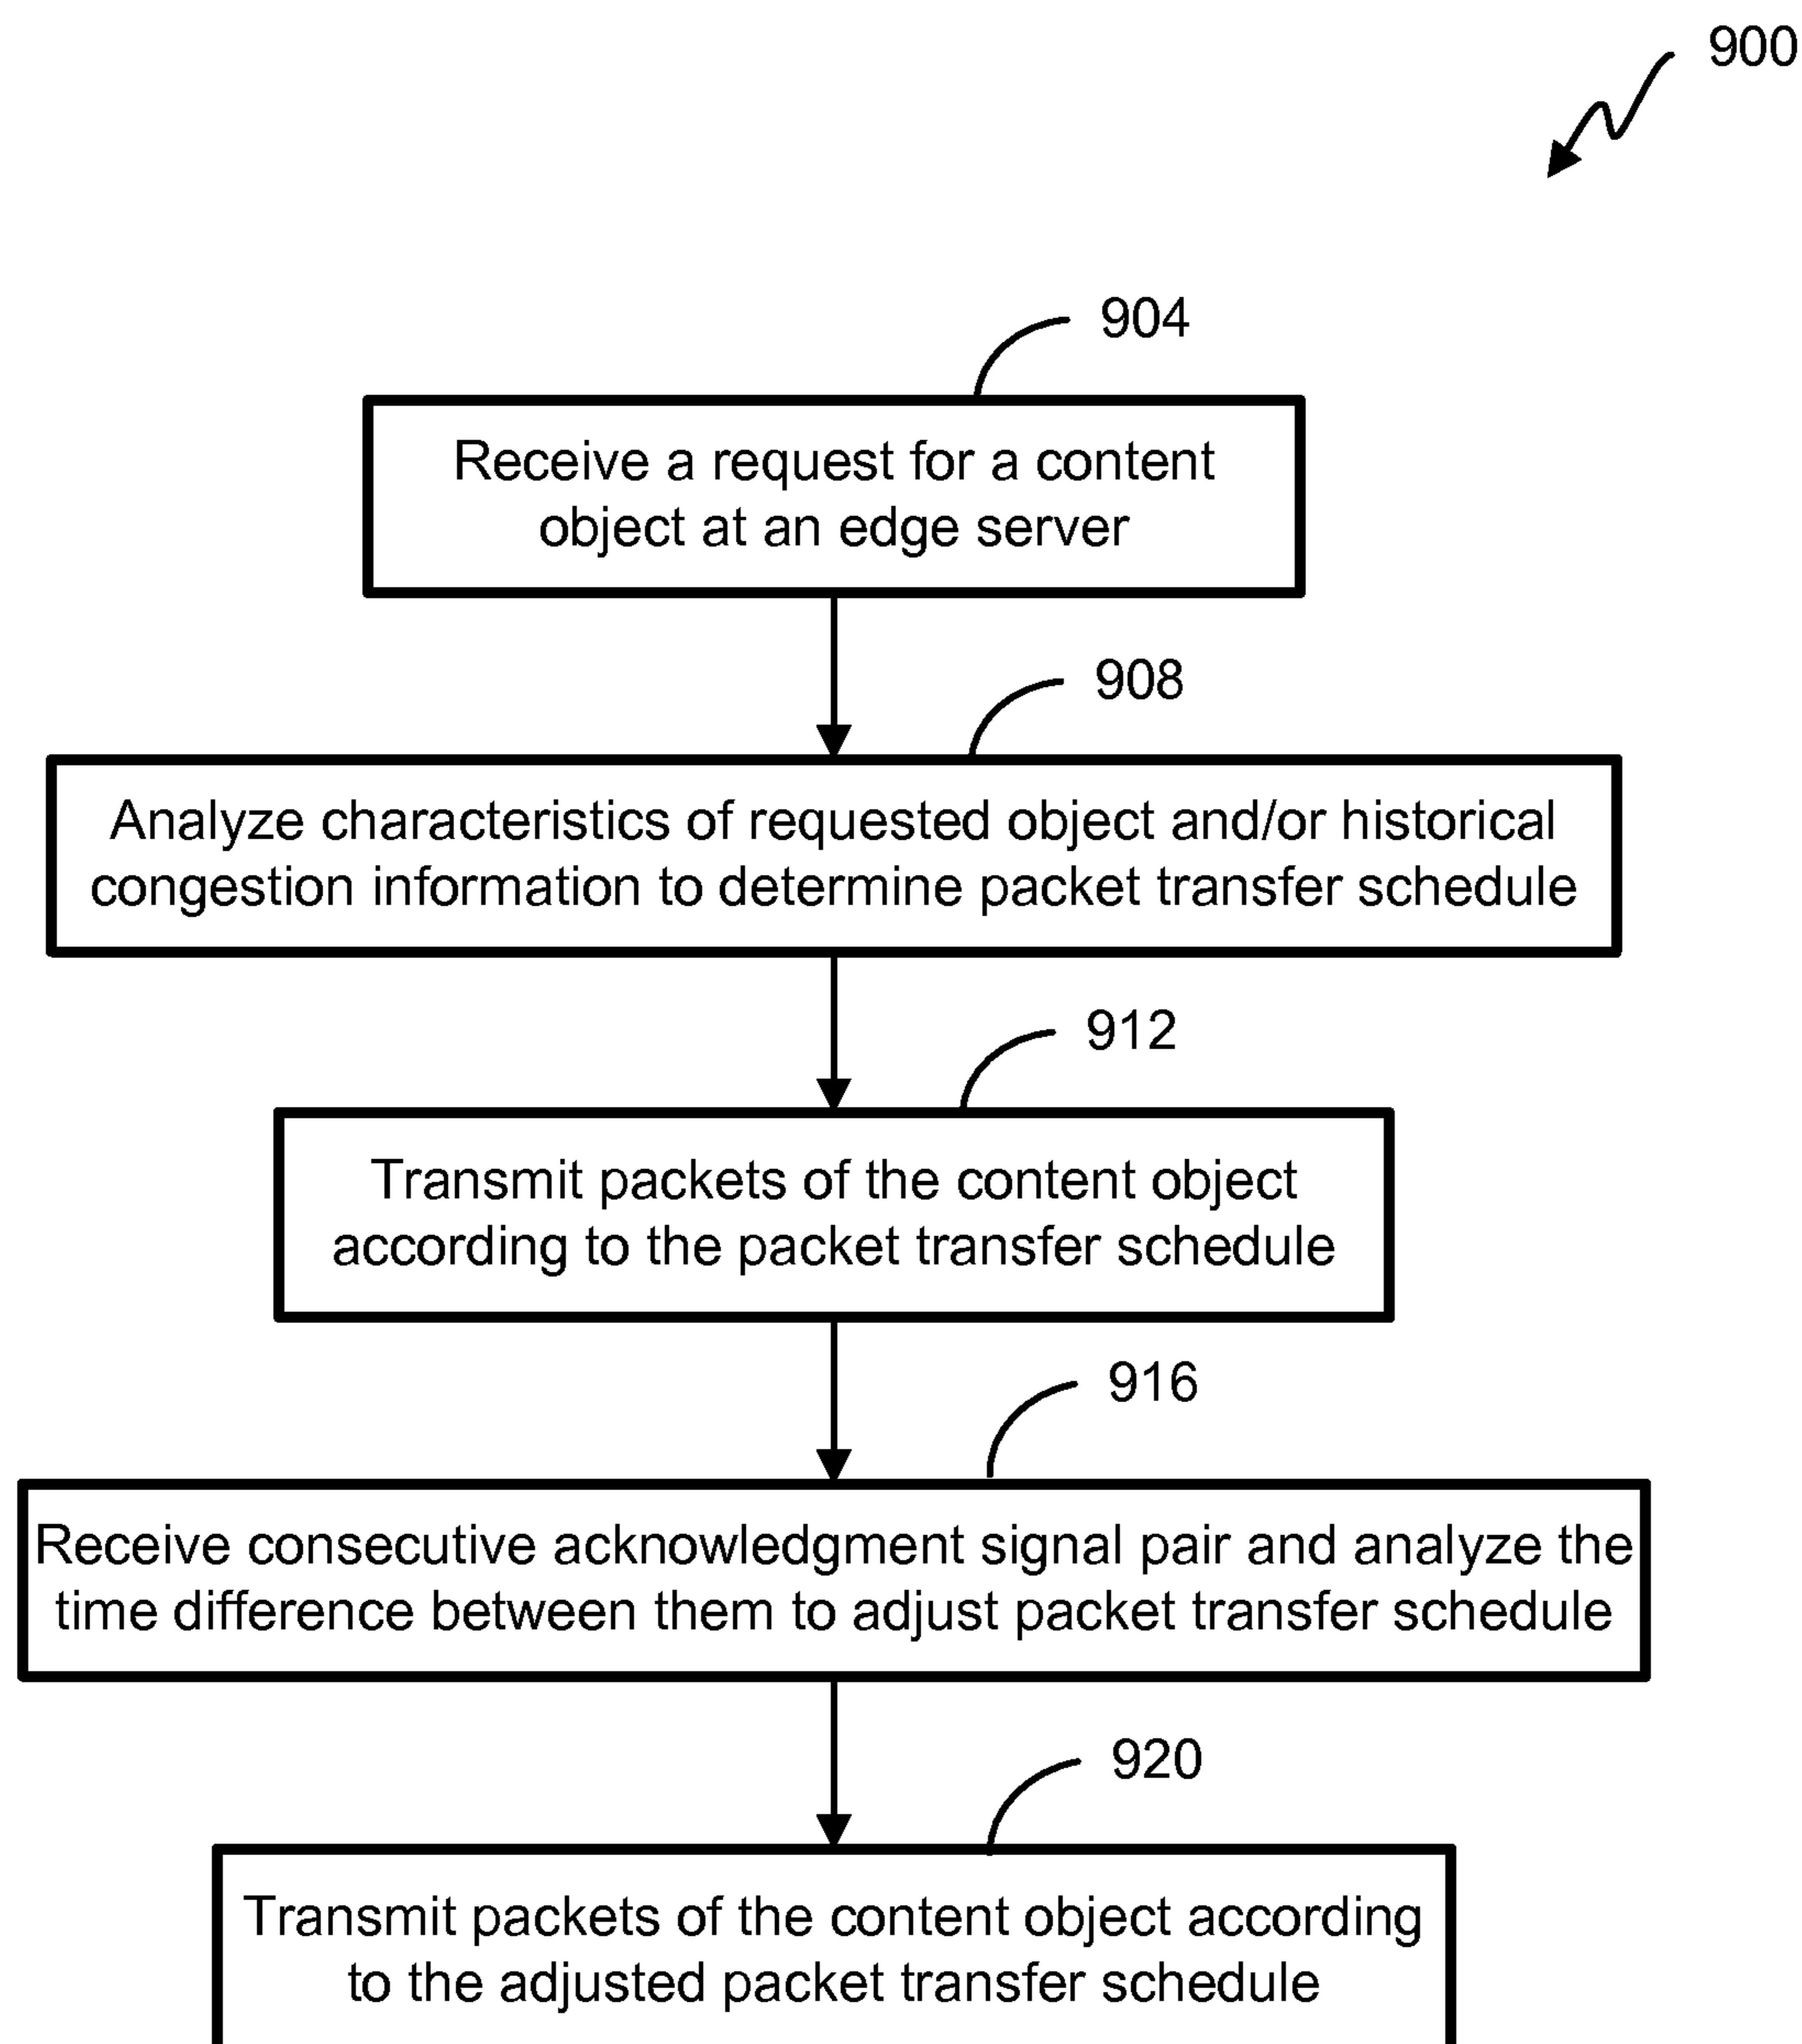 900
904
Receive a request for a content
object at an edge server
908
Analyze characteristics of requested object and/or historical
congestion information to determine packet transfer schedule
912
Transmit packets of the content object
according to the packet transfer schedule
916
Receive consecutive acknowledgment signal pair and analyze the
time difference between them to adjust packet transfer schedule
920
Transmit packets of the content object according
to the adjusted packet transfer schedule